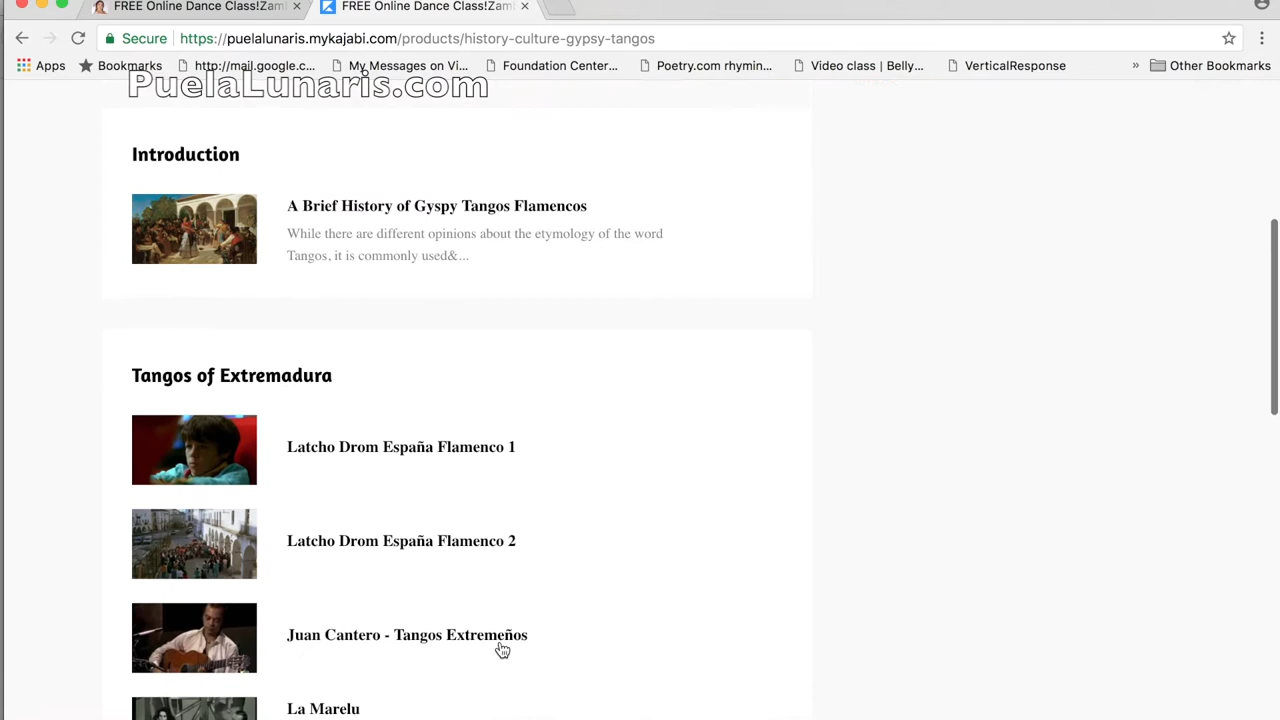 FREE Online Dance Class!Zaml
FREE Online Dance Class!Zaml
Secure https://puelalunaris.mykajabi.com/products/history-culture-gypsy-tangos
Apps Bookmarks http://mail.google.c... My Messages on Vi... Foundation Center... Poetry.com rhymin... Video class | Belly... VerticalResponse » Other Bookmarks
PuelaLunaris.com
Introduction
A Brief History of Gyspy Tangos Flamencos
While there are different opinions about the etymology of the word
Tangos, it is commonly used&...
Tangos of Extremadura
Latcho Drom España Flamenco 1
Latcho Drom España Flamenco 2
Juan Cantero - Tangos Extremeños
La Marelu